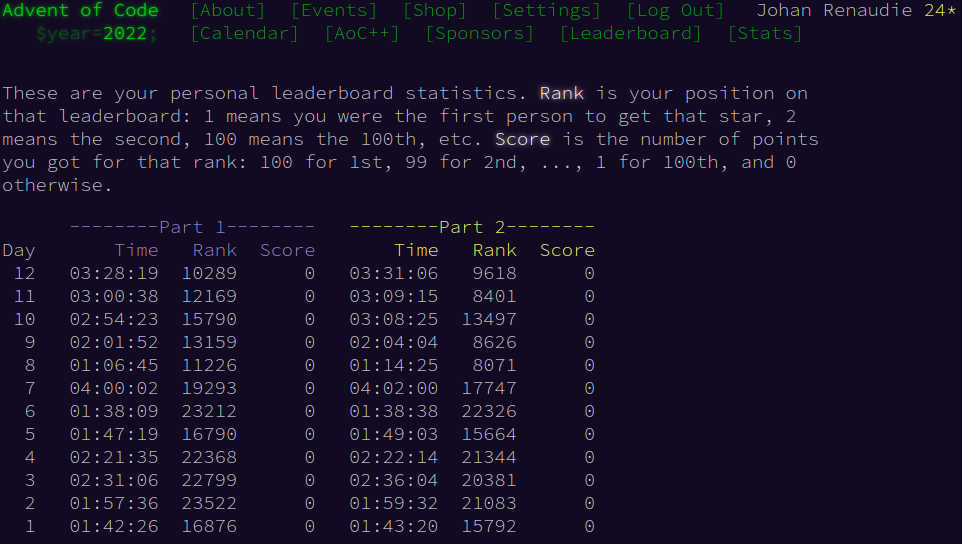 Advent of Code [About] [Events] [Shop] [Settings] [Log Out] Johan Renaudie 24*
$year=2022; [Calendar] [AoC++] [Sponsors] [Leaderboard] [Stats]
These are your personal leaderboard statistics. Rank is your position on
that leaderboard: 1 means you were the first person to get that star, 2
means the second, 100 means the 100th, etc. Score is the number of points
you got for that rank: 100 for 1st, 99 for 2nd, ..., 1 for 100th, and 0
otherwise.
--------Part 1-------- --------Part 2--------
Day Time Rank Score Time Rank Score
12 03:28:19 10289 0 03:31:06 9618 0
11 03:00:38 12169 0 03:09:15 8401 0
10 02:54:23 15790 0 03:08:25 13497 0
9 02:01:52 13159 0 02:04:04 8626 0
8 01:06:45 11226 0 01:14:25 8071 0
7 04:00:02 19293 0 04:02:00 17747 0
6 01:38:09 23212 0 01:38:38 22326 0
5 01:47:19 16790 0 01:49:03 15664 0
4 02:21:35 22368 0 02:22:14 21344 0
3 02:31:06 22799 0 02:36:04 20381 0
2 01:57:36 23522 0 01:59:32 21083 0
1 01:42:26 16876 0 01:43:20 15792 0